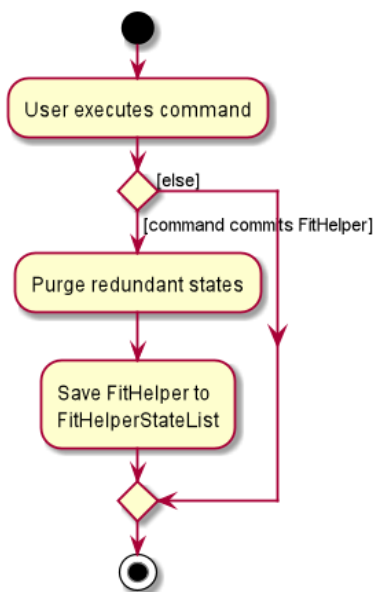 User executes command
[else]
[command commits FitHelper]
Purge redundant states
Save FitHelper to
FitHelperStateList